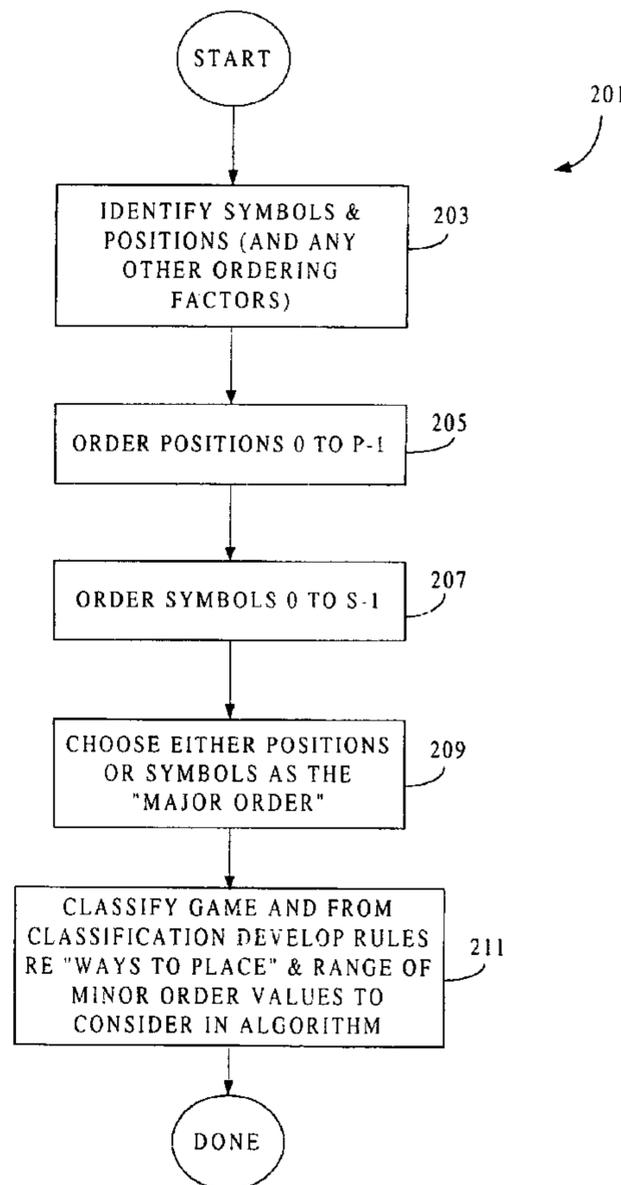 START
201
IDENTIFY SYMBOLS &
POSITIONS (AND ANY
OTHER ORDERING
FACTORS)
203
ORDER POSITIONS 0 TO P-1
205
ORDER SYMBOLS 0 TO S-1
207
CHOOSE EITHER POSITIONS
OR SYMBOLS AS THE
"MAJOR ORDER"
209
CLASSIFY GAME AND FROM
CLASSIFICATION DEVELOP RULES
RE "WAYS TO PLACE" & RANGE OF
MINOR ORDER VALUES TO
CONSIDER IN ALGORITHM
211
DONE